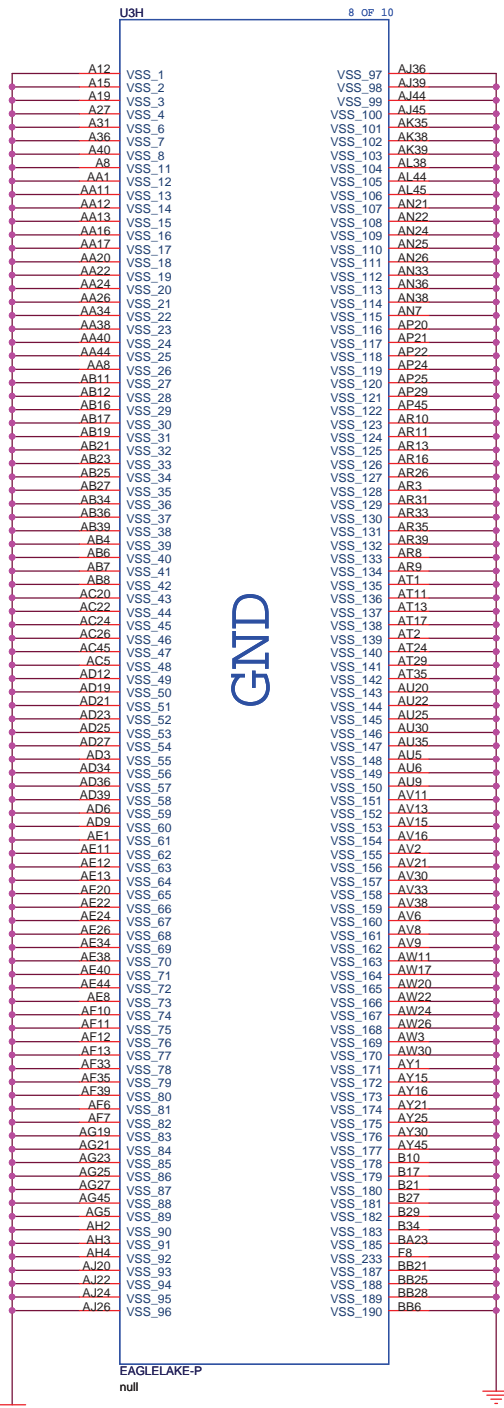 U3H 8 OF 10
A12 VSS_1 VSS_97 AJ36
A15 VSS_2 VSS_98 AJ39
A19 VSS_3 VSS_99 AJ44
A27 VSS_4 VSS_100 AJ45
A31 VSS_6 VSS_101 AK35
A36 VSS_7 VSS_102 AK38
A40 VSS_8 VSS_103 AK39
A8 VSS_11 VSS_104 AL38
AA1 VSS_12 VSS_105 AL44
AA11 VSS_13 VSS_106 AL45
AA12 VSS_14 VSS_107 AN21
AA13 VSS_15 VSS_108 AN22
AA16 VSS_16 VSS_109 AN24
AA17 VSS_17 VSS_110 AN25
AA20 VSS_18 VSS_111 AN26
AA22 VSS_19 VSS_112 AN33
AA24 VSS_20 VSS_113 AN36
AA26 VSS_21 VSS_114 AN38
AA34 VSS_22 VSS_115 AN7
AA38 VSS_23 VSS_116 AP20
AA40 VSS_24 VSS_117 AP21
AA44 VSS_25 VSS_118 AP22
AA8 VSS_26 VSS_119 AP24
AB11 VSS_27 VSS_120 AP25
AB12 VSS_28 VSS_121 AP29
AB16 VSS_29 VSS_122 AP45
AB17 VSS_30 VSS_123 AR10
AB19 VSS_31 VSS_124 AR11
AB21 VSS_32 VSS_125 AR13
AB23 VSS_33 VSS_126 AR16
AB25 VSS_34 VSS_127 AR26
AB27 VSS_35 VSS_128 AR3
AB34 VSS_36 VSS_129 AR31
AB36 VSS_37 VSS_130 AR33
AB39 VSS_38 VSS_131 AR35
AB4 VSS_39 VSS_132 AR39
AB6 VSS_40 VSS_133 AR8
AB7 VSS_41 VSS_134 AR9
AB8 VSS_42 VSS_135 AT1
AC20 VSS_43 VSS_136 AT11
AC22 VSS_44 VSS_137 AT13
AC24 VSS_45 VSS_138 AT17
AC26 VSS_46 VSS_139 AT2
GND
AC45 VSS_47 VSS_140 AT24
AC5 VSS_48 VSS_141 AT29
AD12 VSS_49 VSS_142 AT35
AD19 VSS_50 VSS_143 AU20
AD21 VSS_51 VSS_144 AU22
AD23 VSS_52 VSS_145 AU25
AD25 VSS_53 VSS_146 AU30
AD27 VSS_54 VSS_147 AU35
AD3 VSS_55 VSS_148 AU5
AD34 VSS_56 VSS_149 AU6
AD36 VSS_57 VSS_150 AU9
AD39 VSS_58 VSS_151 AV11
AD6 VSS_59 VSS_152 AV13
AD9 VSS_60 VSS_153 AV15
AE1 VSS_61 VSS_154 AV16
AE11 VSS_62 VSS_155 AV2
AE12 VSS_63 VSS_156 AV21
AE13 VSS_64 VSS_157 AV30
AE20 VSS_65 VSS_158 AV33
AE22 VSS_66 VSS_159 AV38
AE24 VSS_67 VSS_160 AV6
AE26 VSS_68 VSS_161 AV8
AE34 VSS_69 VSS_162 AV9
AE38 VSS_70 VSS_163 AW11
AE40 VSS_71 VSS_164 AW17
AE44 VSS_72 VSS_165 AW20
AE8 VSS_73 VSS_166 AW22
AF10 VSS_74 VSS_167 AW24
AF11 VSS_75 VSS_168 AW26
AF12 VSS_76 VSS_169 AW3
AF13 VSS_77 VSS_170 AW30
AF33 VSS_78 VSS_171 AY1
AF35 VSS_79 VSS_172 AY15
AF39 VSS_80 VSS_173 AY16
AF6 VSS_81 VSS_174 AY21
AF7 VSS_82 VSS_175 AY25
AG19 VSS_83 VSS_176 AY30
AG21 VSS_84 VSS_177 AY45
AG23 VSS_85 VSS_178 B10
AG25 VSS_86 VSS_179 B17
AG27 VSS_87 VSS_180 B21
AG45 VSS_88 VSS_181 B27
AG5 VSS_89 VSS_182 B29
AH2 VSS_90 VSS_183 B34
AH3 VSS_91 VSS_185 BA23
AH4 VSS_92 VSS_233 F8
AJ20 VSS_93 VSS_187 BB21
AJ22 VSS_94 VSS_188 BB25
AJ24 VSS_95 VSS_189 BB28
AJ26 VSS_96 VSS_190 BB6
EAGLELAKE-P
null